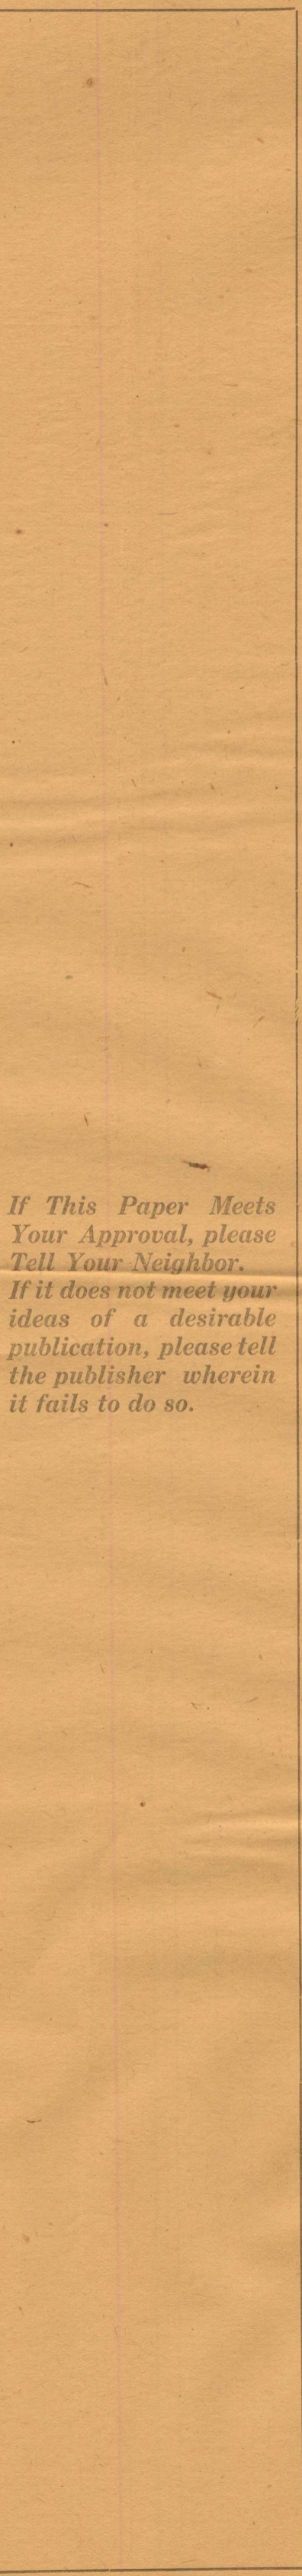 If This Paper Meets
Your Approval, please
Tell Your Neighbor.
If it does not meet your
ideas of a desirable
publication, please tell
the publisher wherein
it fails to do so.